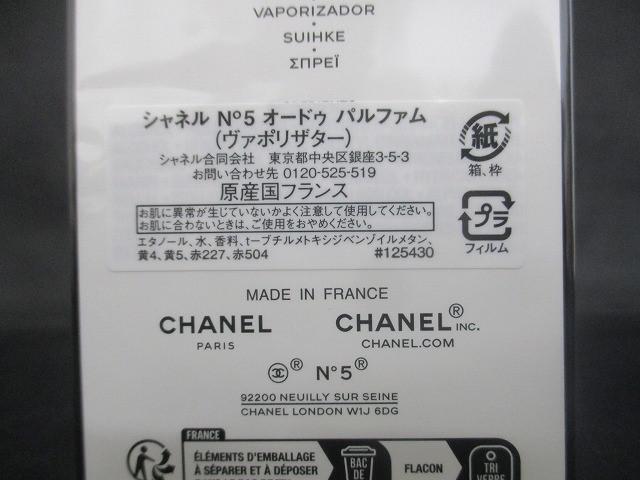 VAPORIZADOR
SUIHKE
ΣΠΡΕΪ
シャネル Nº5 オードゥ パルファム
(ヴァポリザター)
シャネル合同会社 東京都中央区銀座3-5-3
お問い合わせ先 0120-525-519
原産国フランス
お肌に異常が生じていないかよく注意して使用してください。
お肌に合わないときは、ご使用をおやめください。
エタノール、水、香料、t-ブチルメトキシジベンゾイルメタン、
黄4、黄5、赤227、赤504 #125430
紙
箱、枠
プラ
フィルム
MADE IN FRANCE
CHANEL CHANEL® INC.
PARIS CHANEL.COM
® N°5®
92200 NEUILLY SUR SEINE
CHANEL LONDON W1J 6DG
FRANCE
ÉLÉMENTS D'EMBALLAGE
À SÉPARER ET À DÉPOSER
BAC
DE
FLACON
TRI
VERRE